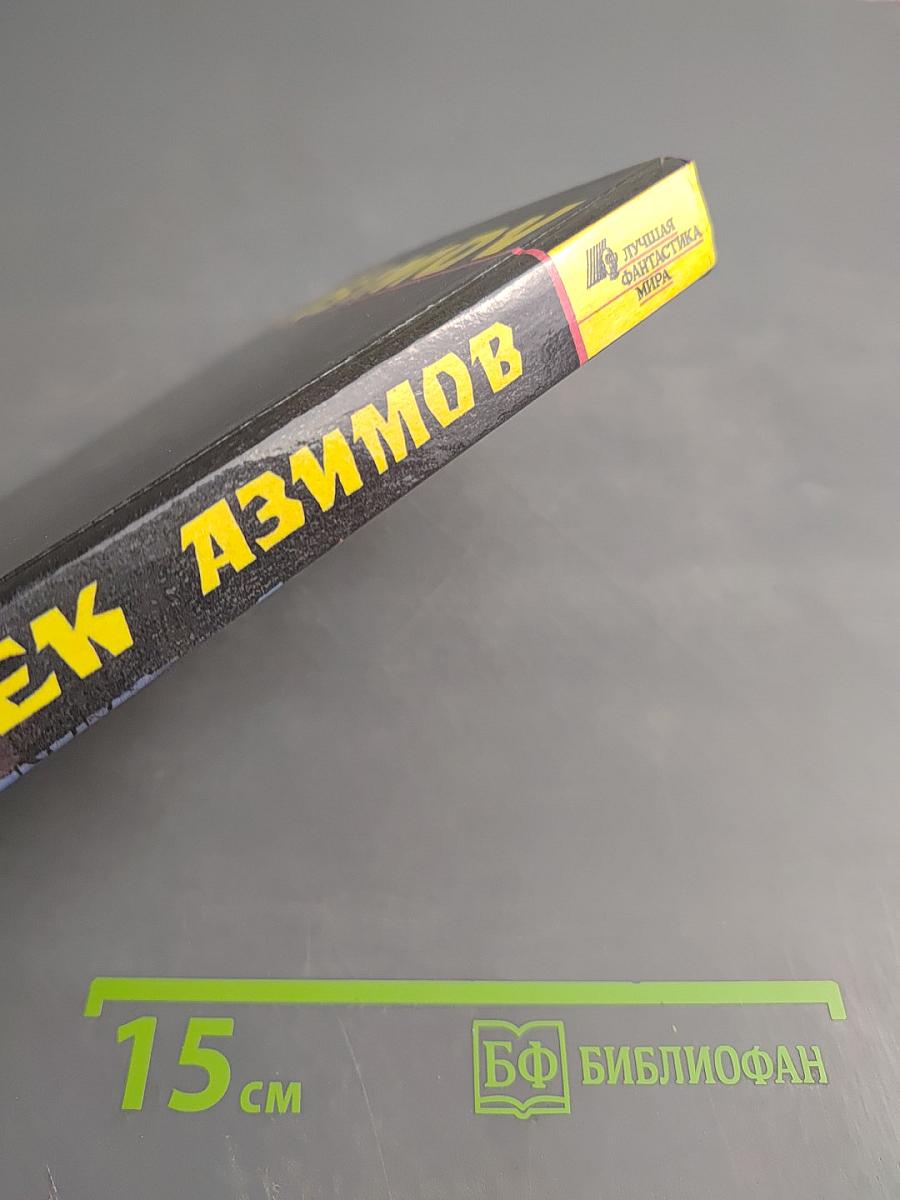 ЕК АЗИМОВ
ЛУЧШАЯ
ФАНТАСТИКА
МИРА
15 СМ
БФ БИБЛИОФАН